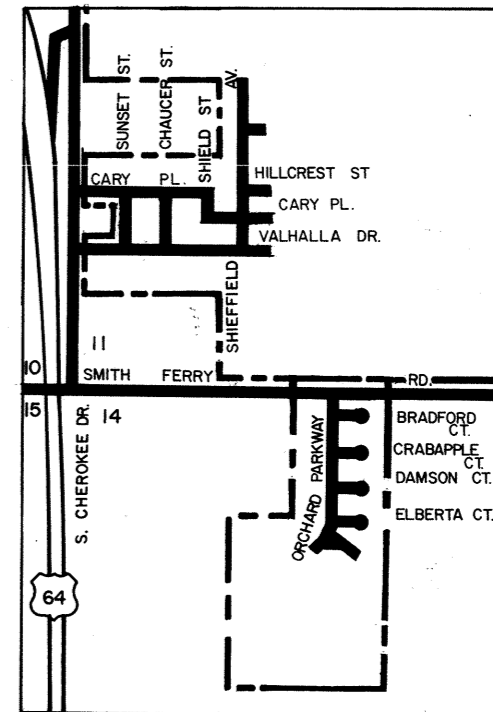 SUNSET ST.
CHAUCER ST.
SHIELD ST
AV.
HILLCREST ST
CARY PL.
CARY PL.
VALHALLA DR.
SHIEFFIELD
11
10
SMITH FERRY RD.
15
14
S. CHEROKEE DR.
ORCHARD PARKWAY
BRADFORD CT.
CRABAPPLE CT.
DAMSON CT.
ELBERTA CT.
64